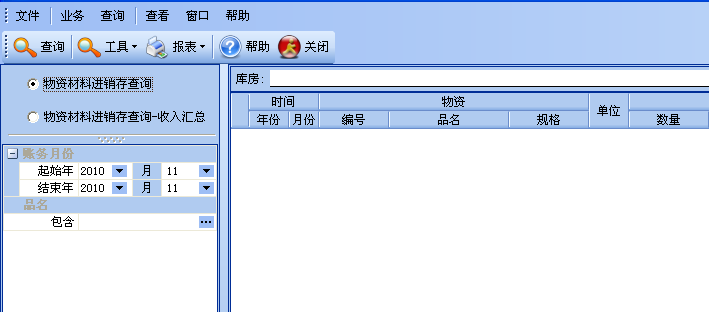 文件 业务 查询 查看 窗口 帮助
查询 工具 报表 帮助 关闭
物资材料进销存查询
物资材料进销存查询-收入汇总
账务月份
起始年 2010 月 11
结束年 2010 月 11
品名
包含
库房:
时间 物资 单位
年份 月份 编号 品名 规格 数量